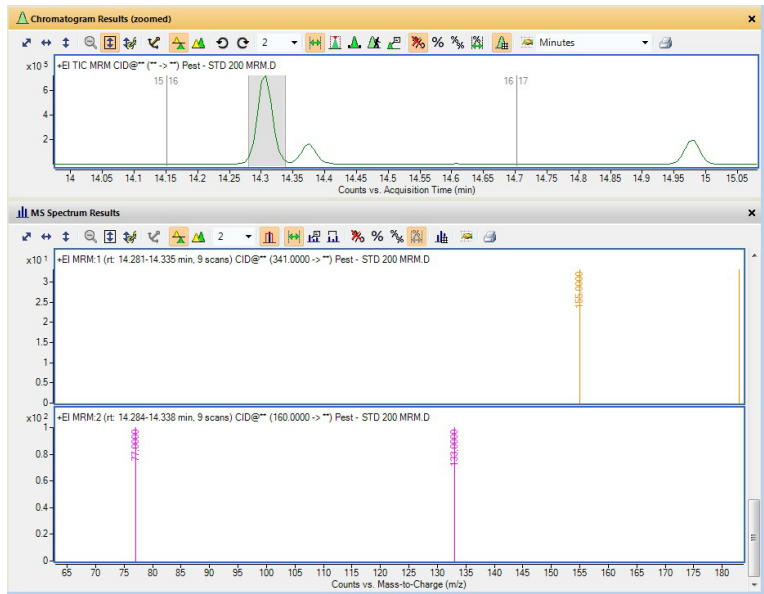 Chromatogram Results (zoomed)
2 Minutes
x10 5 +EI TIC MRM CID@** (** -> **) Pest - STD 200 MRM.D
15 16 16 17
6
4
2
14 14.05 14.1 14.15 14.2 14.25 14.3 14.35 14.4 14.45 14.5 14.55 14.6 14.65 14.7 14.75 14.8 14.85 14.9 14.95 15 15.05
Counts vs. Acquisition Time (min)
MS Spectrum Results
2
x10 1 +EI MRM:1 (rt: 14.281-14.335 min, 9 scans) CID@** (341.0000 -> **) Pest - STD 200 MRM.D
3
155.0000
2.5
2
1.5
1
0.5
0
x10 2 +EI MRM:2 (rt: 14.284-14.338 min, 9 scans) CID@** (160.0000 -> **) Pest - STD 200 MRM.D
1
77.0000 133.0000
0.8
0.6
0.4
0.2
0
65 70 75 80 85 90 95 100 105 110 115 120 125 130 135 140 145 150 155 160 165 170 175 180
Counts vs. Mass-to-Charge (m/z)